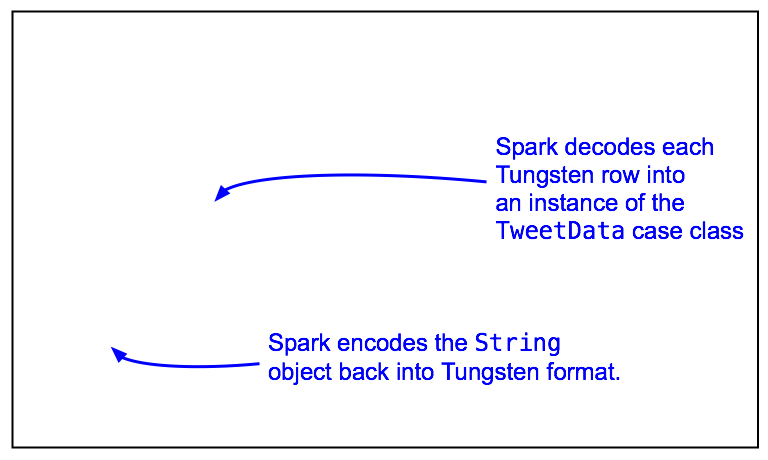 Spark decodes each
Tungsten row into
an instance of the
TweetData case class
Spark encodes the String
object back into Tungsten format.